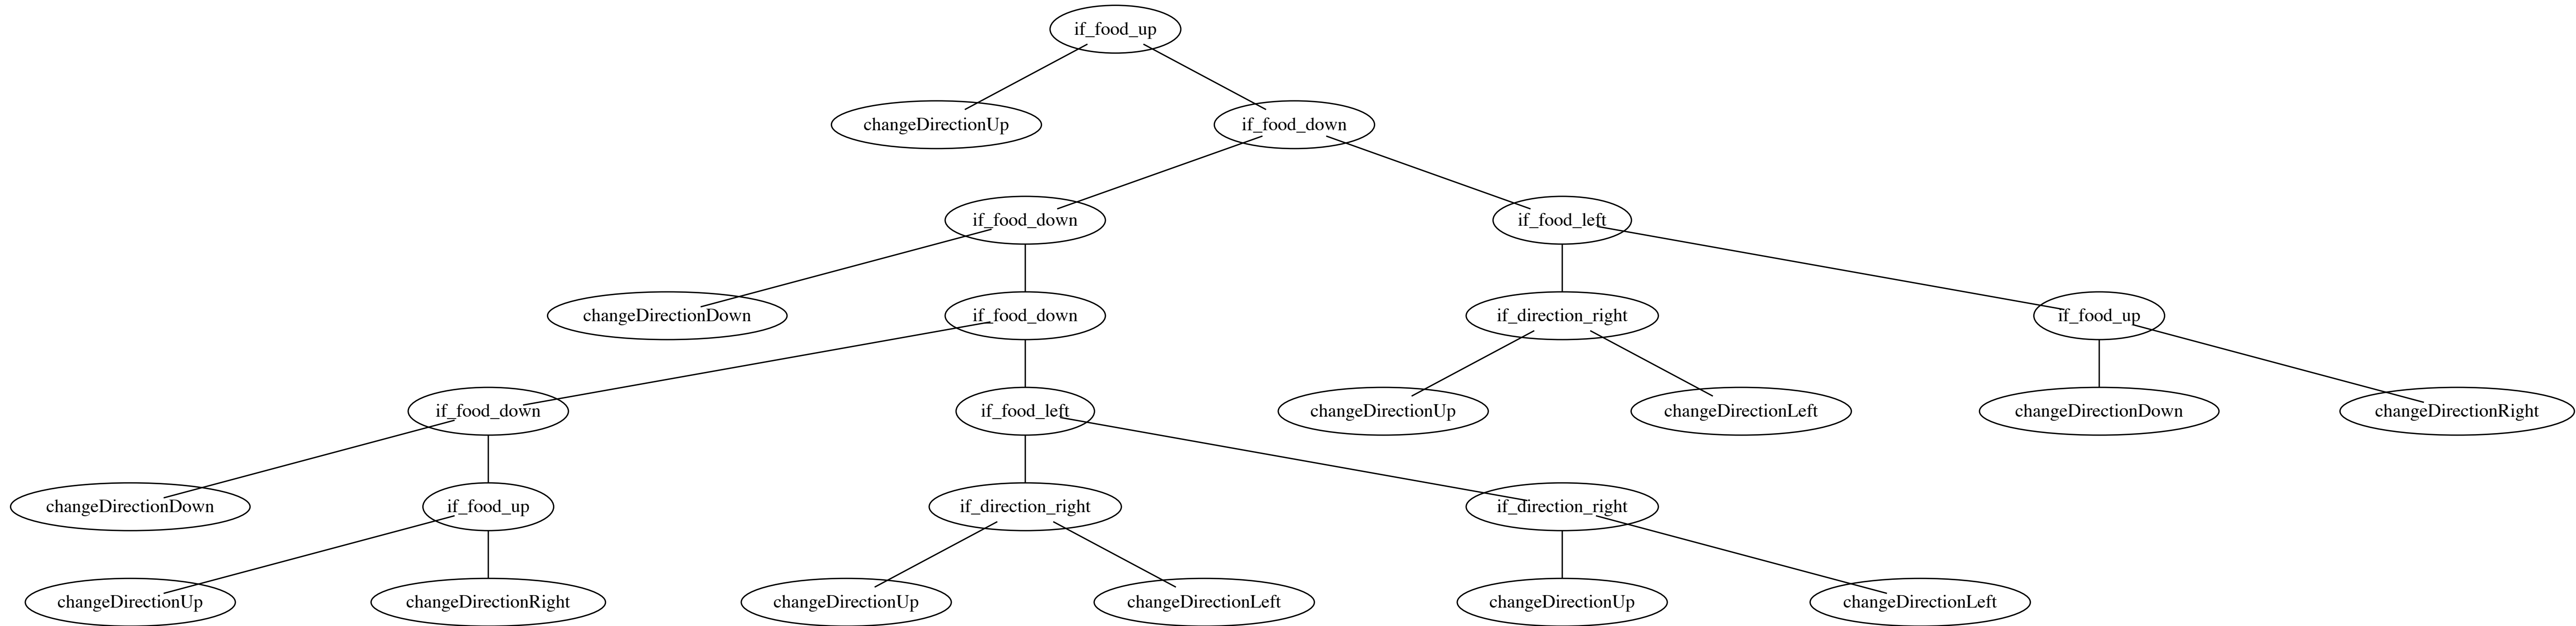 if_food_up
changeDirectionUp
if_food_down
if_food_down
if_food_left
changeDirectionDown
if_food_down
if_direction_right
if_food_up
if_food_down
if_food_left
changeDirectionUp
changeDirectionLeft
changeDirectionDown
changeDirectionRight
changeDirectionDown
if_food_up
if_direction_right
if_direction_right
changeDirectionUp
changeDirectionRight
changeDirectionUp
changeDirectionLeft
changeDirectionUp
changeDirectionLeft